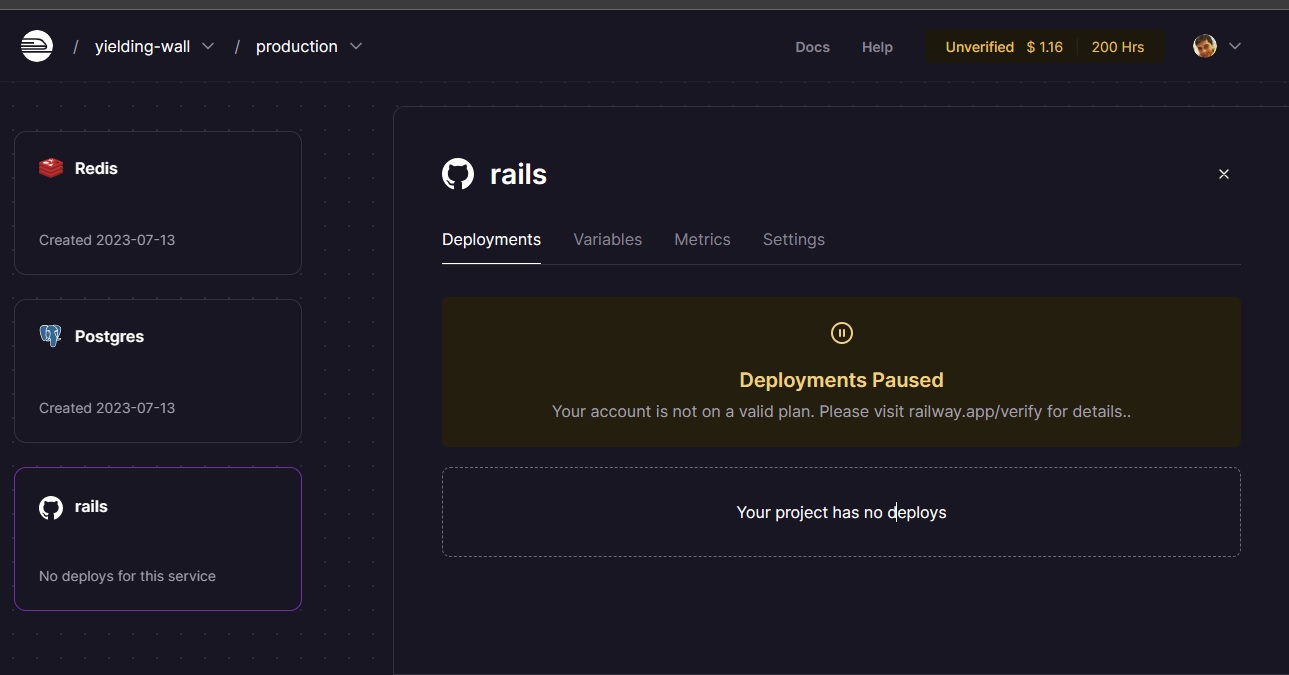 / yielding-wall / production
Docs Help Unverified $ 1.16 200 Hrs
Redis
Created 2023-07-13
Postgres
Created 2023-07-13
rails
No deploys for this service
rails
Deployments Variables Metrics Settings
Deployments Paused
Your account is not on a valid plan. Please visit railway.app/verify for details..
Your project has no deploys